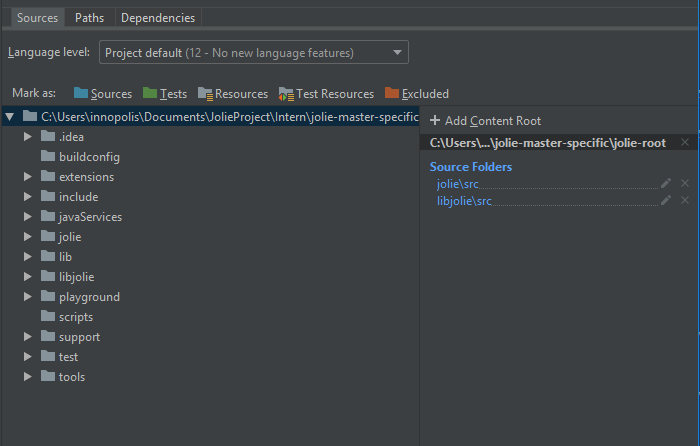 Sources Paths Dependencies
Language level: Project default (12 - No new language features)
Mark as: Sources Tests Resources Test Resources Excluded
C:\Users\innopolis\Documents\JolieProject\Intern\jolie-master-specific
.idea
buildconfig
extensions
include
javaServices
jolie
lib
libjolie
playground
scripts
support
test
tools
+ Add Content Root
C:\Users\...\jolie-master-specific\jolie-root
Source Folders
jolie\src
libjolie\src